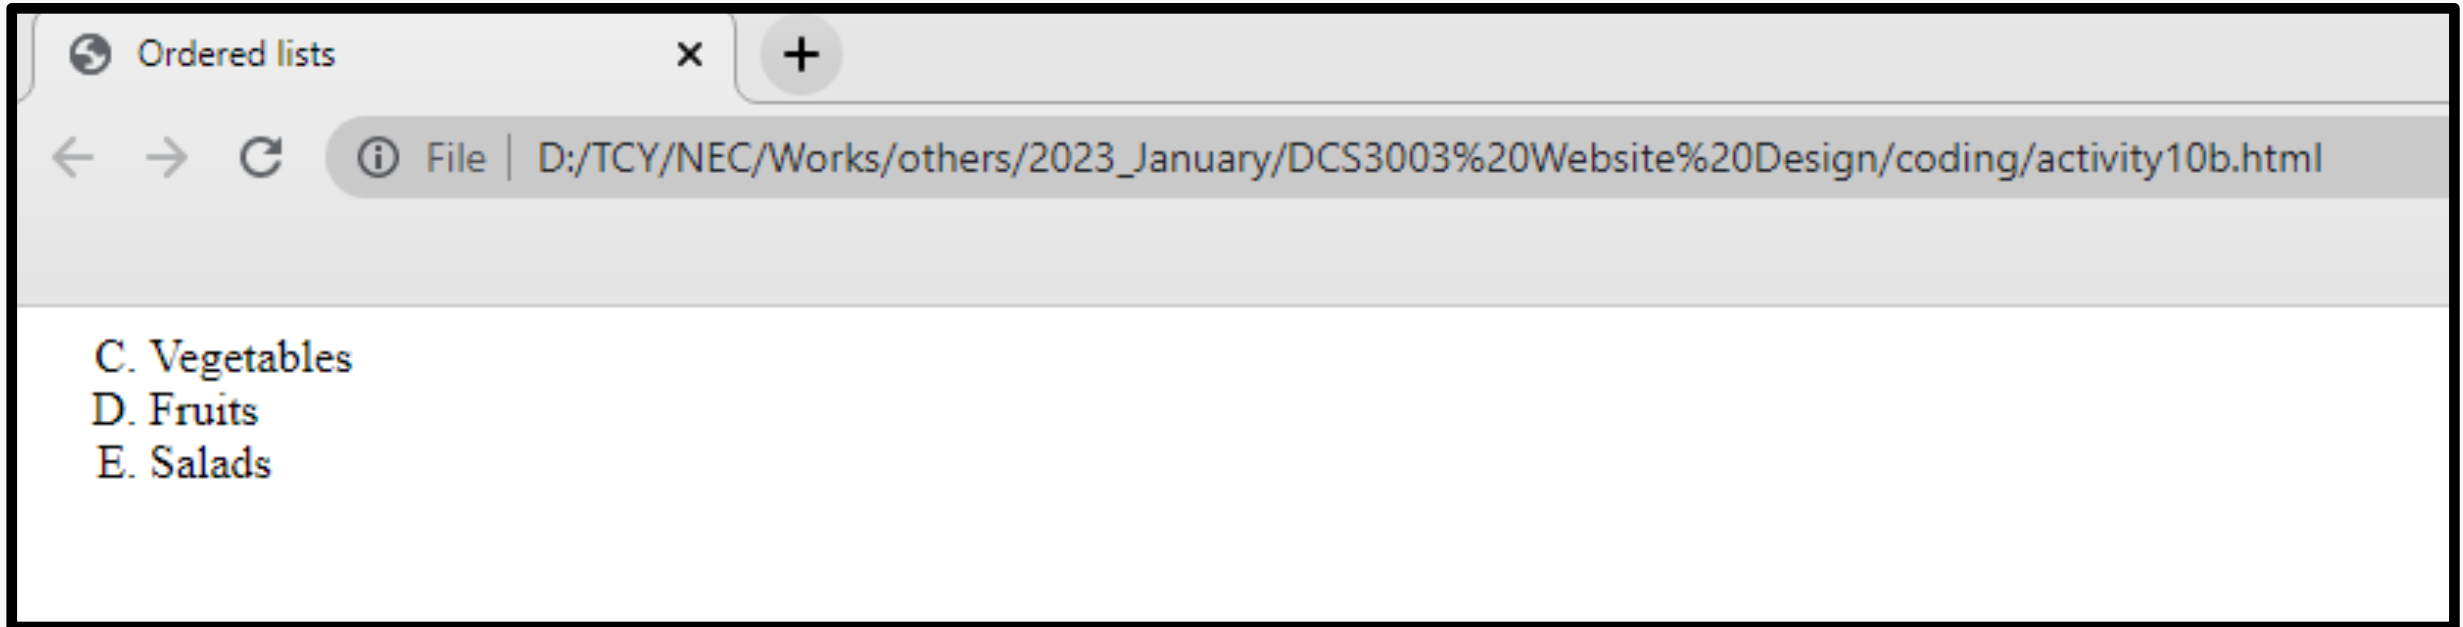 Ordered lists
File | D:/TCY/NEC/Works/others/2023_January/DCS3003%20Website%20Design/coding/activity10b.html
C. Vegetables
D. Fruits
E. Salads